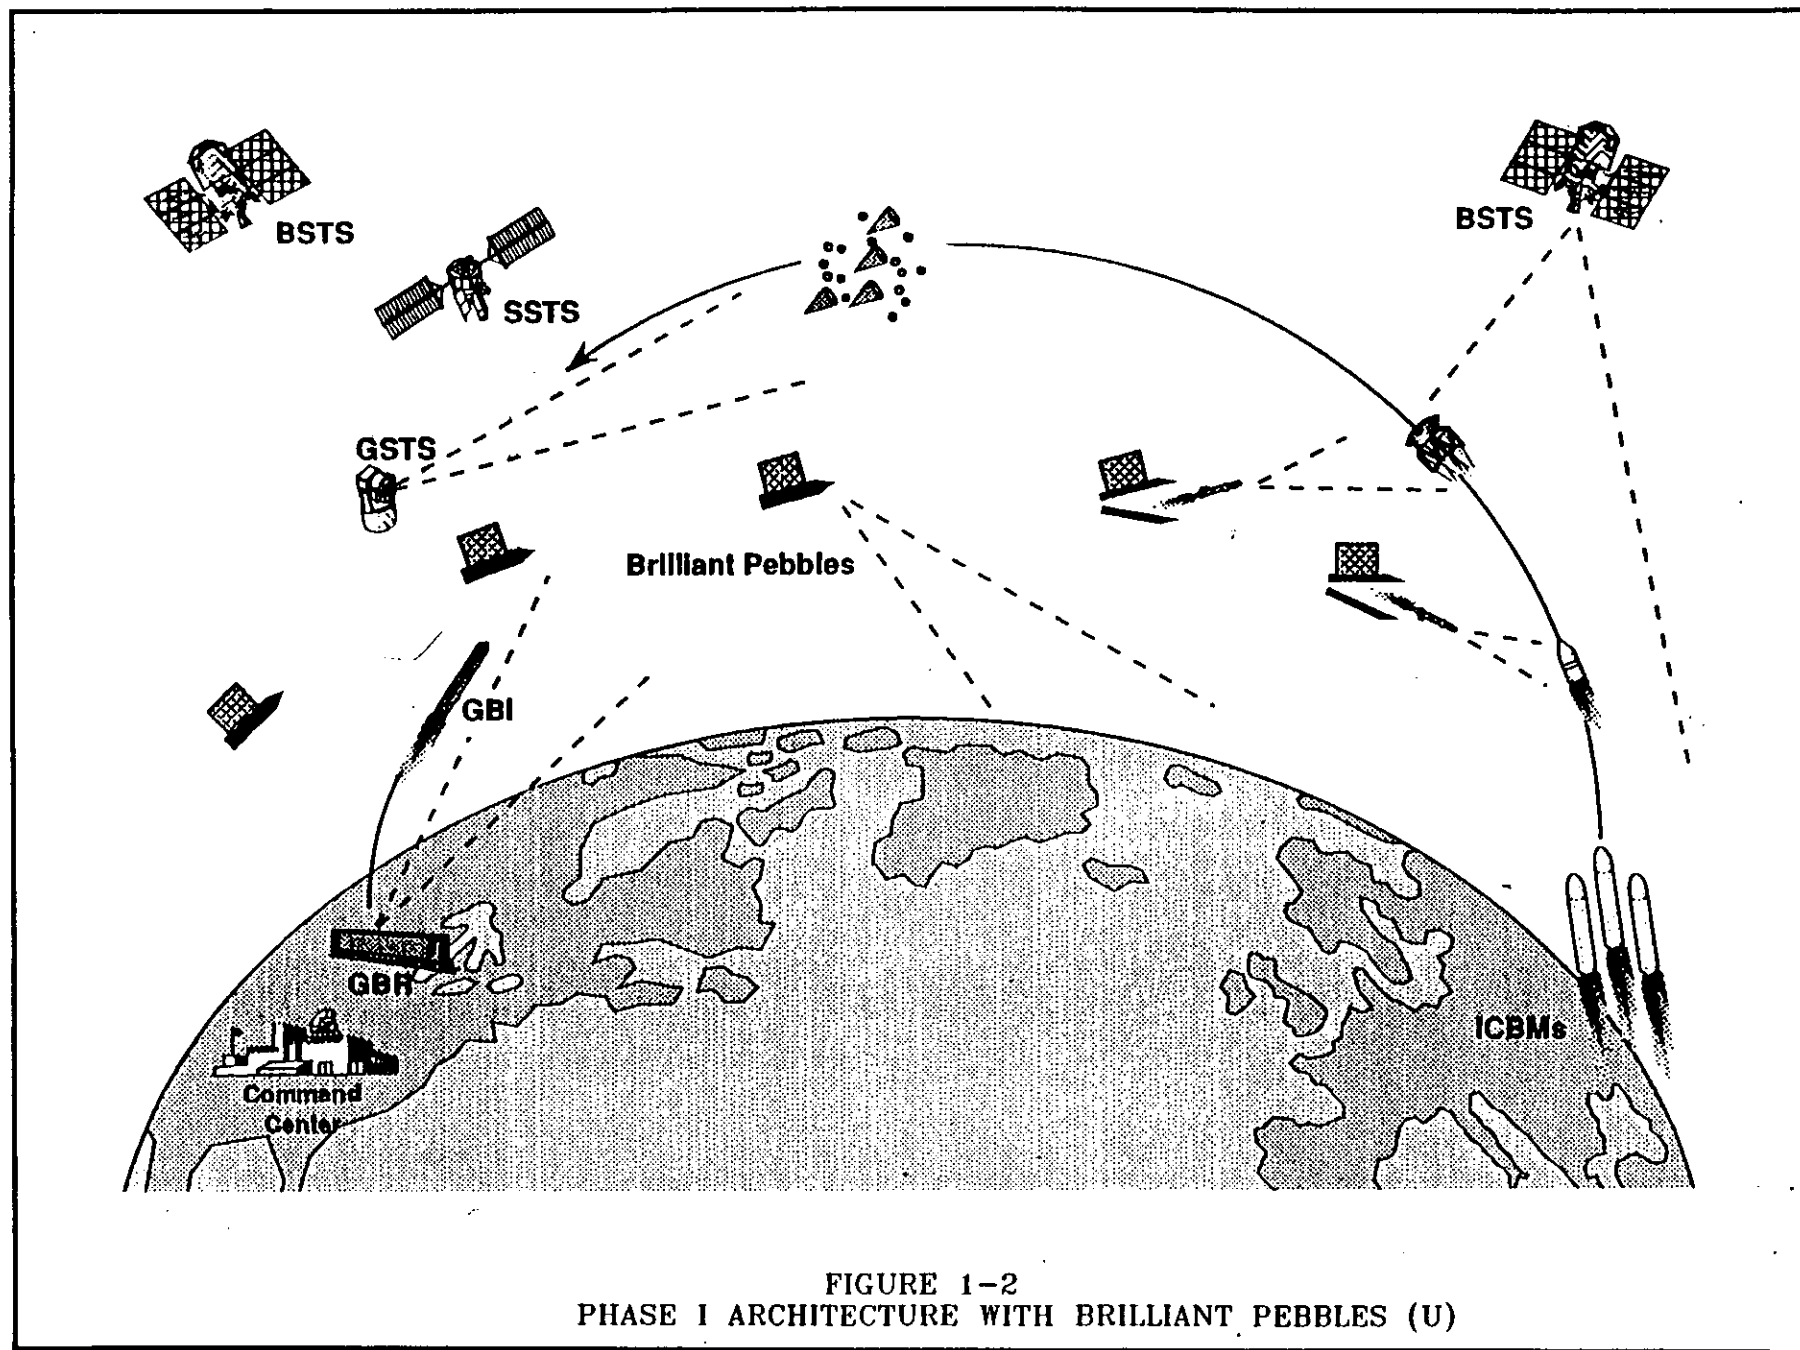 BSTS
BSTS
SSTS
GSTS
Brilliant Pebbles
GBI
GBR
ICBMs
Command
Center
FIGURE 1-2
PHASE I ARCHITECTURE WITH BRILLIANT PEBBLES (U)